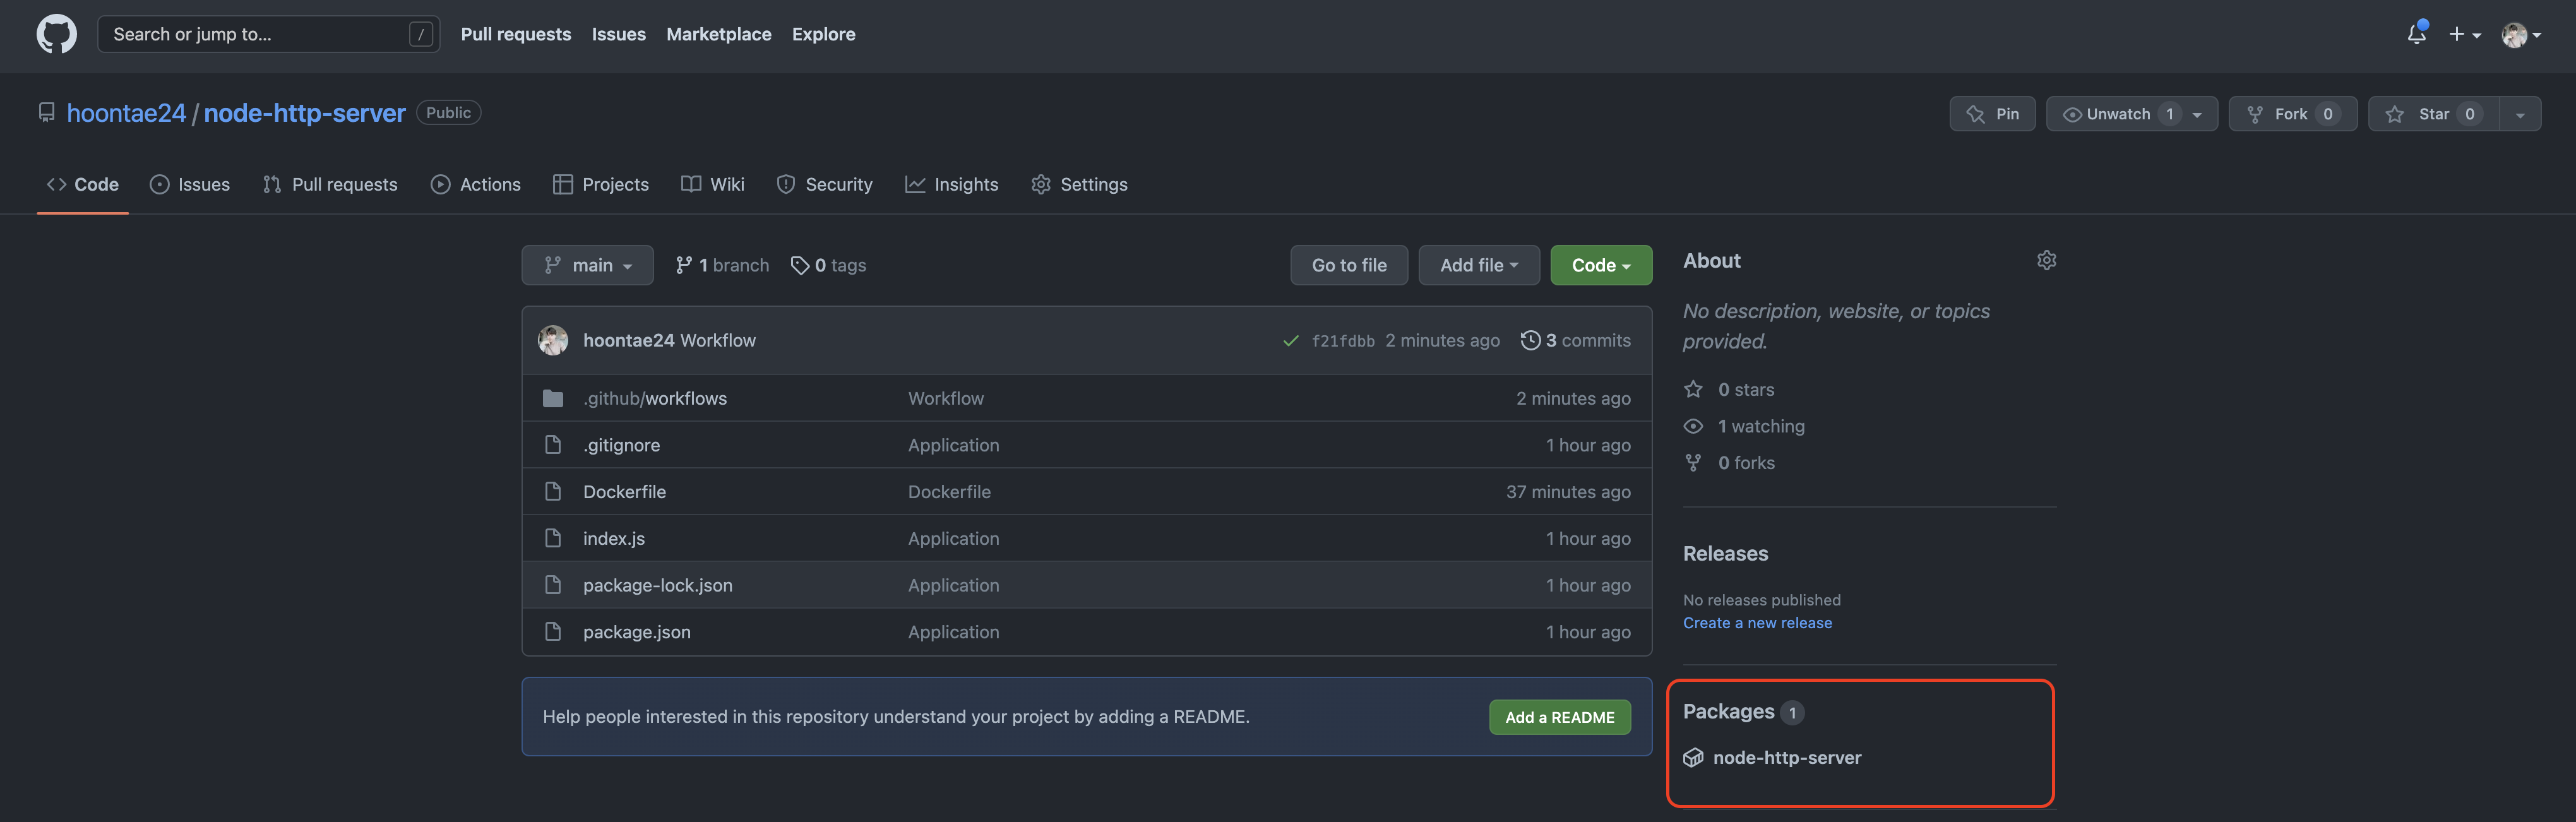 Search or jump to... / Pull requests Issues Marketplace Explore
hoontae24 / node-http-server Public Pin Unwatch 1 Fork 0 Star 0
Code Issues Pull requests Actions Projects Wiki Security Insights Settings
main 1 branch 0 tags Go to file Add file Code
hoontae24 Workflow f21fdbb 2 minutes ago 3 commits
.github/workflows Workflow 2 minutes ago
.gitignore Application 1 hour ago
Dockerfile Dockerfile 37 minutes ago
index.js Application 1 hour ago
package-lock.json Application 1 hour ago
package.json Application 1 hour ago
Help people interested in this repository understand your project by adding a README. Add a README
About
No description, website, or topics
provided.
0 stars
1 watching
0 forks
Releases
No releases published
Create a new release
Packages 1
node-http-server